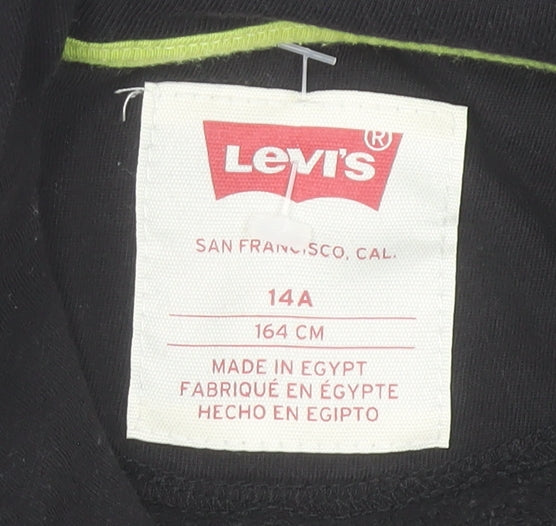 LEVI'S ®
SAN FRANCISCO, CAL.
14A
164 CM
MADE IN EGYPT
FABRIQUÉ EN ÉGYPTE
HECHO EN EGIPTO